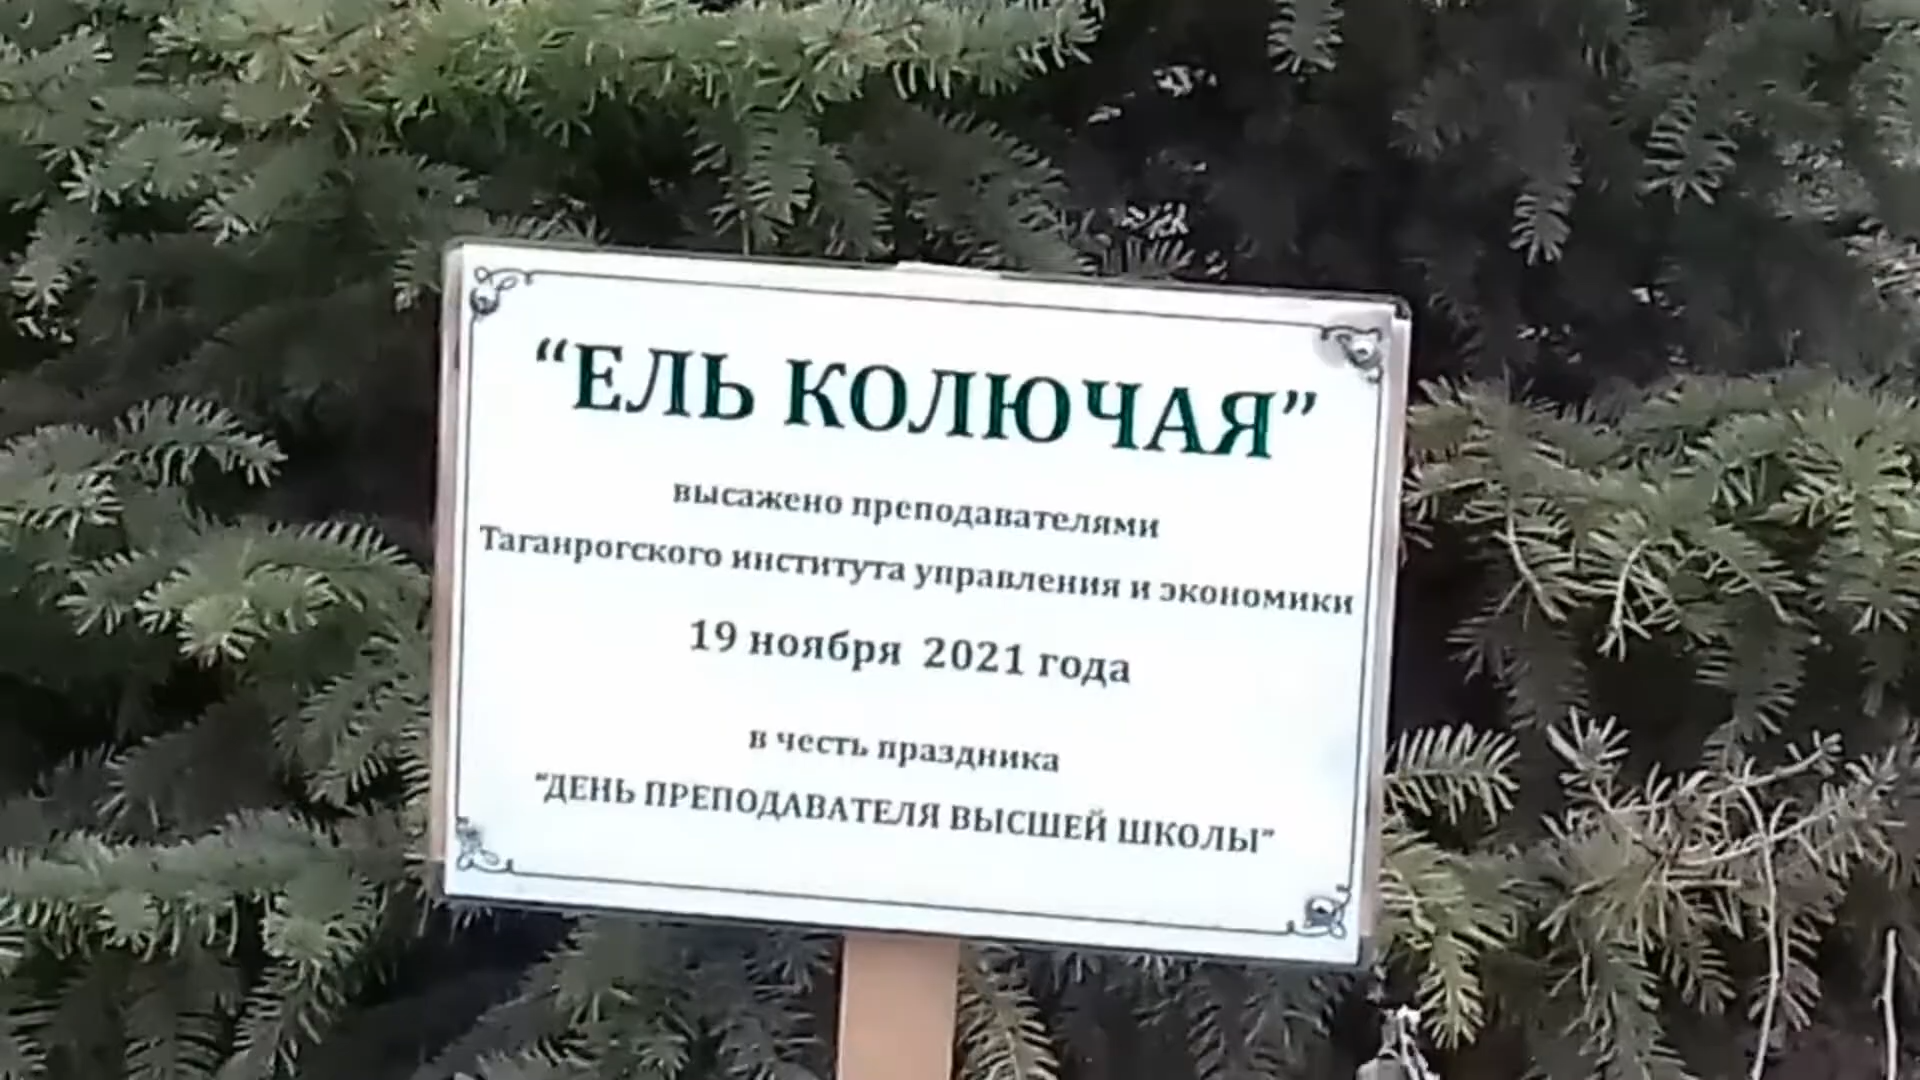 “ЕЛЬ КОЛЮЧАЯ”
высажено преподавателями
Таганрогского института управления и экономики
19 ноября 2021 года
в честь праздника
“ДЕНЬ ПРЕПОДАВАТЕЛЯ ВЫСШЕЙ ШКОЛЫ”